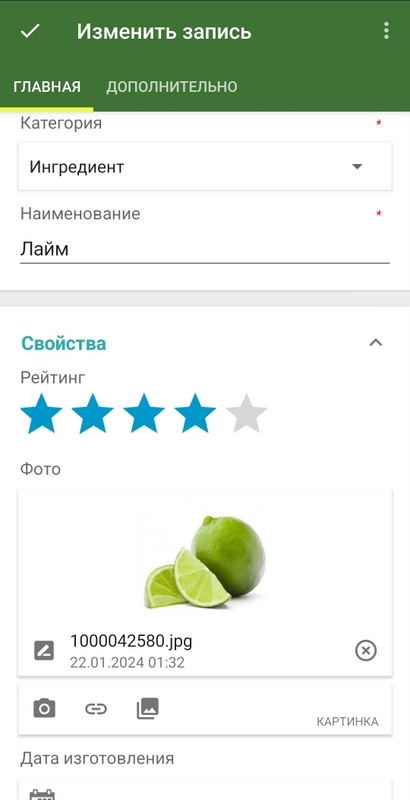 Изменить запись
ГЛАВНАЯ ДОПОЛНИТЕЛЬНО
Категория *
Ингредиент
Наименование *
Лайм
Свойства
Рейтинг
Фото
1000042580.jpg
22.01.2024 01:32
КАРТИНКА
Дата изготовления